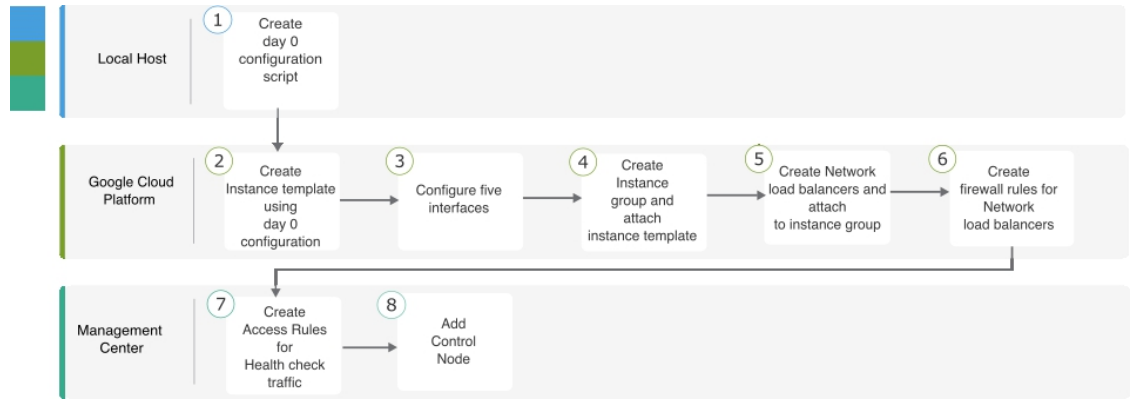 Local Host
1
Create
day 0
configuration
script
Google Cloud
Platform
2
Create
Instance template
using
day 0
configuration
3
Configure five
interfaces
4
Create
Instance
group and
attach
instance template
5
Create Network
load balancers and
attach
to instance group
6
Create
firewall rules for
Network
load balancers
Management
Center
7
Create
Access Rules
for
Health check
traffic
8
Add
Control
Node